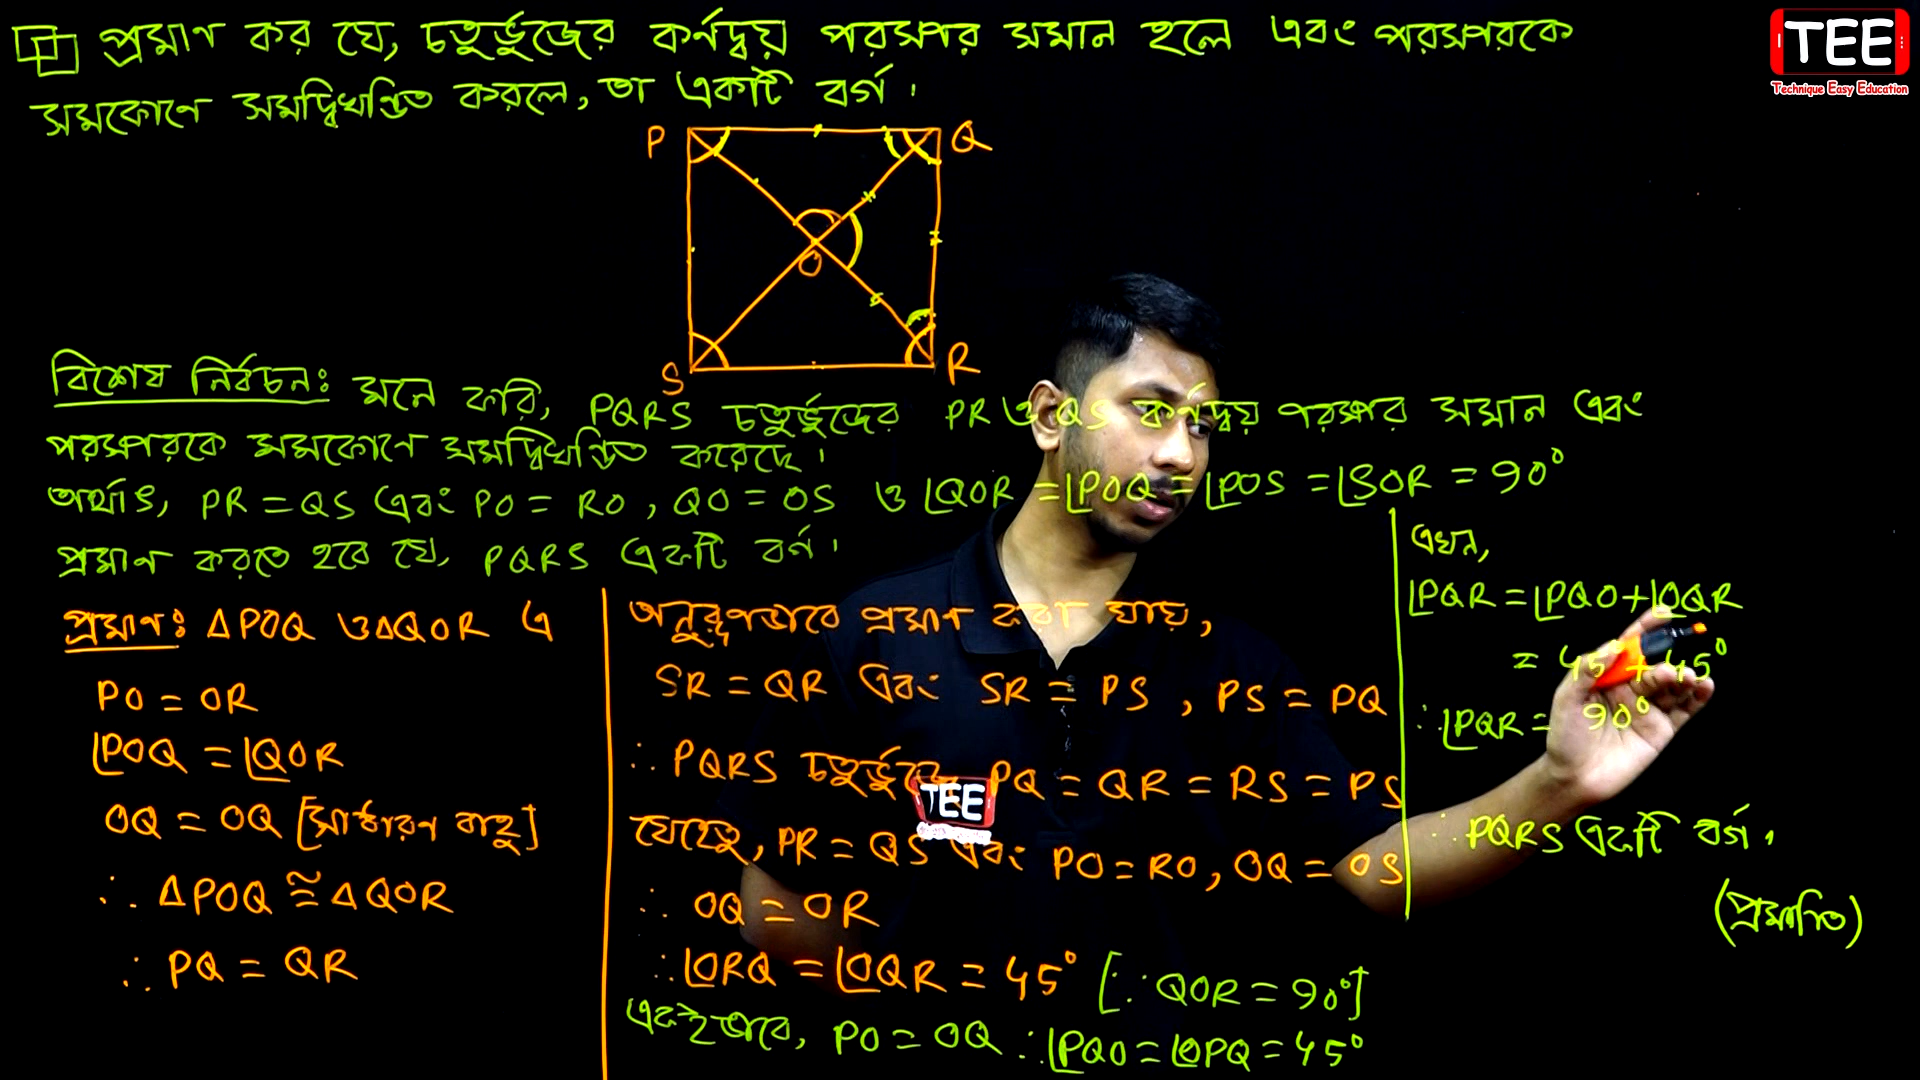 প্রমাণ কর যে, চতুর্ভুজের কর্ণদ্বয় পরস্পর সমান হলে এবং পরস্পরকে
সমকোণে সমদ্বিখন্ডিত করলে, তা একটি বর্গ।
TEE
Technique Easy Education
P
Q
O
S
R
বিশেষ নির্বচন: মনে করি, PQRS চতুর্ভুজের PR ও QS কর্ণদ্বয় পরস্পর সমান এবং
পরস্পরকে সমকোণে সমদ্বিখন্ডিত করেছে।
অর্থাৎ, PR = QS এবং PO = RO, QO = OS ও ∠QOR = ∠POQ = ∠POS = ∠SOR = 90°
প্রমাণ করতে হবে যে, PQRS একটি বর্গ।
প্রমাণ: ΔPOQ ও ΔQOR এ
PO = OR
∠POQ = ∠QOR
OQ = OQ [সাধারণ বাহু]
∴ ΔPOQ ≅ ΔQOR
∴ PQ = QR
অনুরূপভাবে প্রমাণ করা যায়,
SR = QR এবং SR = PS, PS = PQ
∴ PQRS চতুর্ভুজে PQ = QR = RS = PS
TEE
যেহেতু, PR = QS এবং PO = RO, OQ = OS
∴ OQ = OR
∴ ∠ORQ = ∠OQR = 45° [∵ QOR = 90°]
একইভাবে, PO = OQ ∴ ∠PQO = ∠OPQ = 45°
এখন,
∠PQR = ∠PQO + ∠OQR
= 45° + 45°
∴ ∠PQR = 90°
∴ PQRS একটি বর্গ।
(প্রমাণিত)